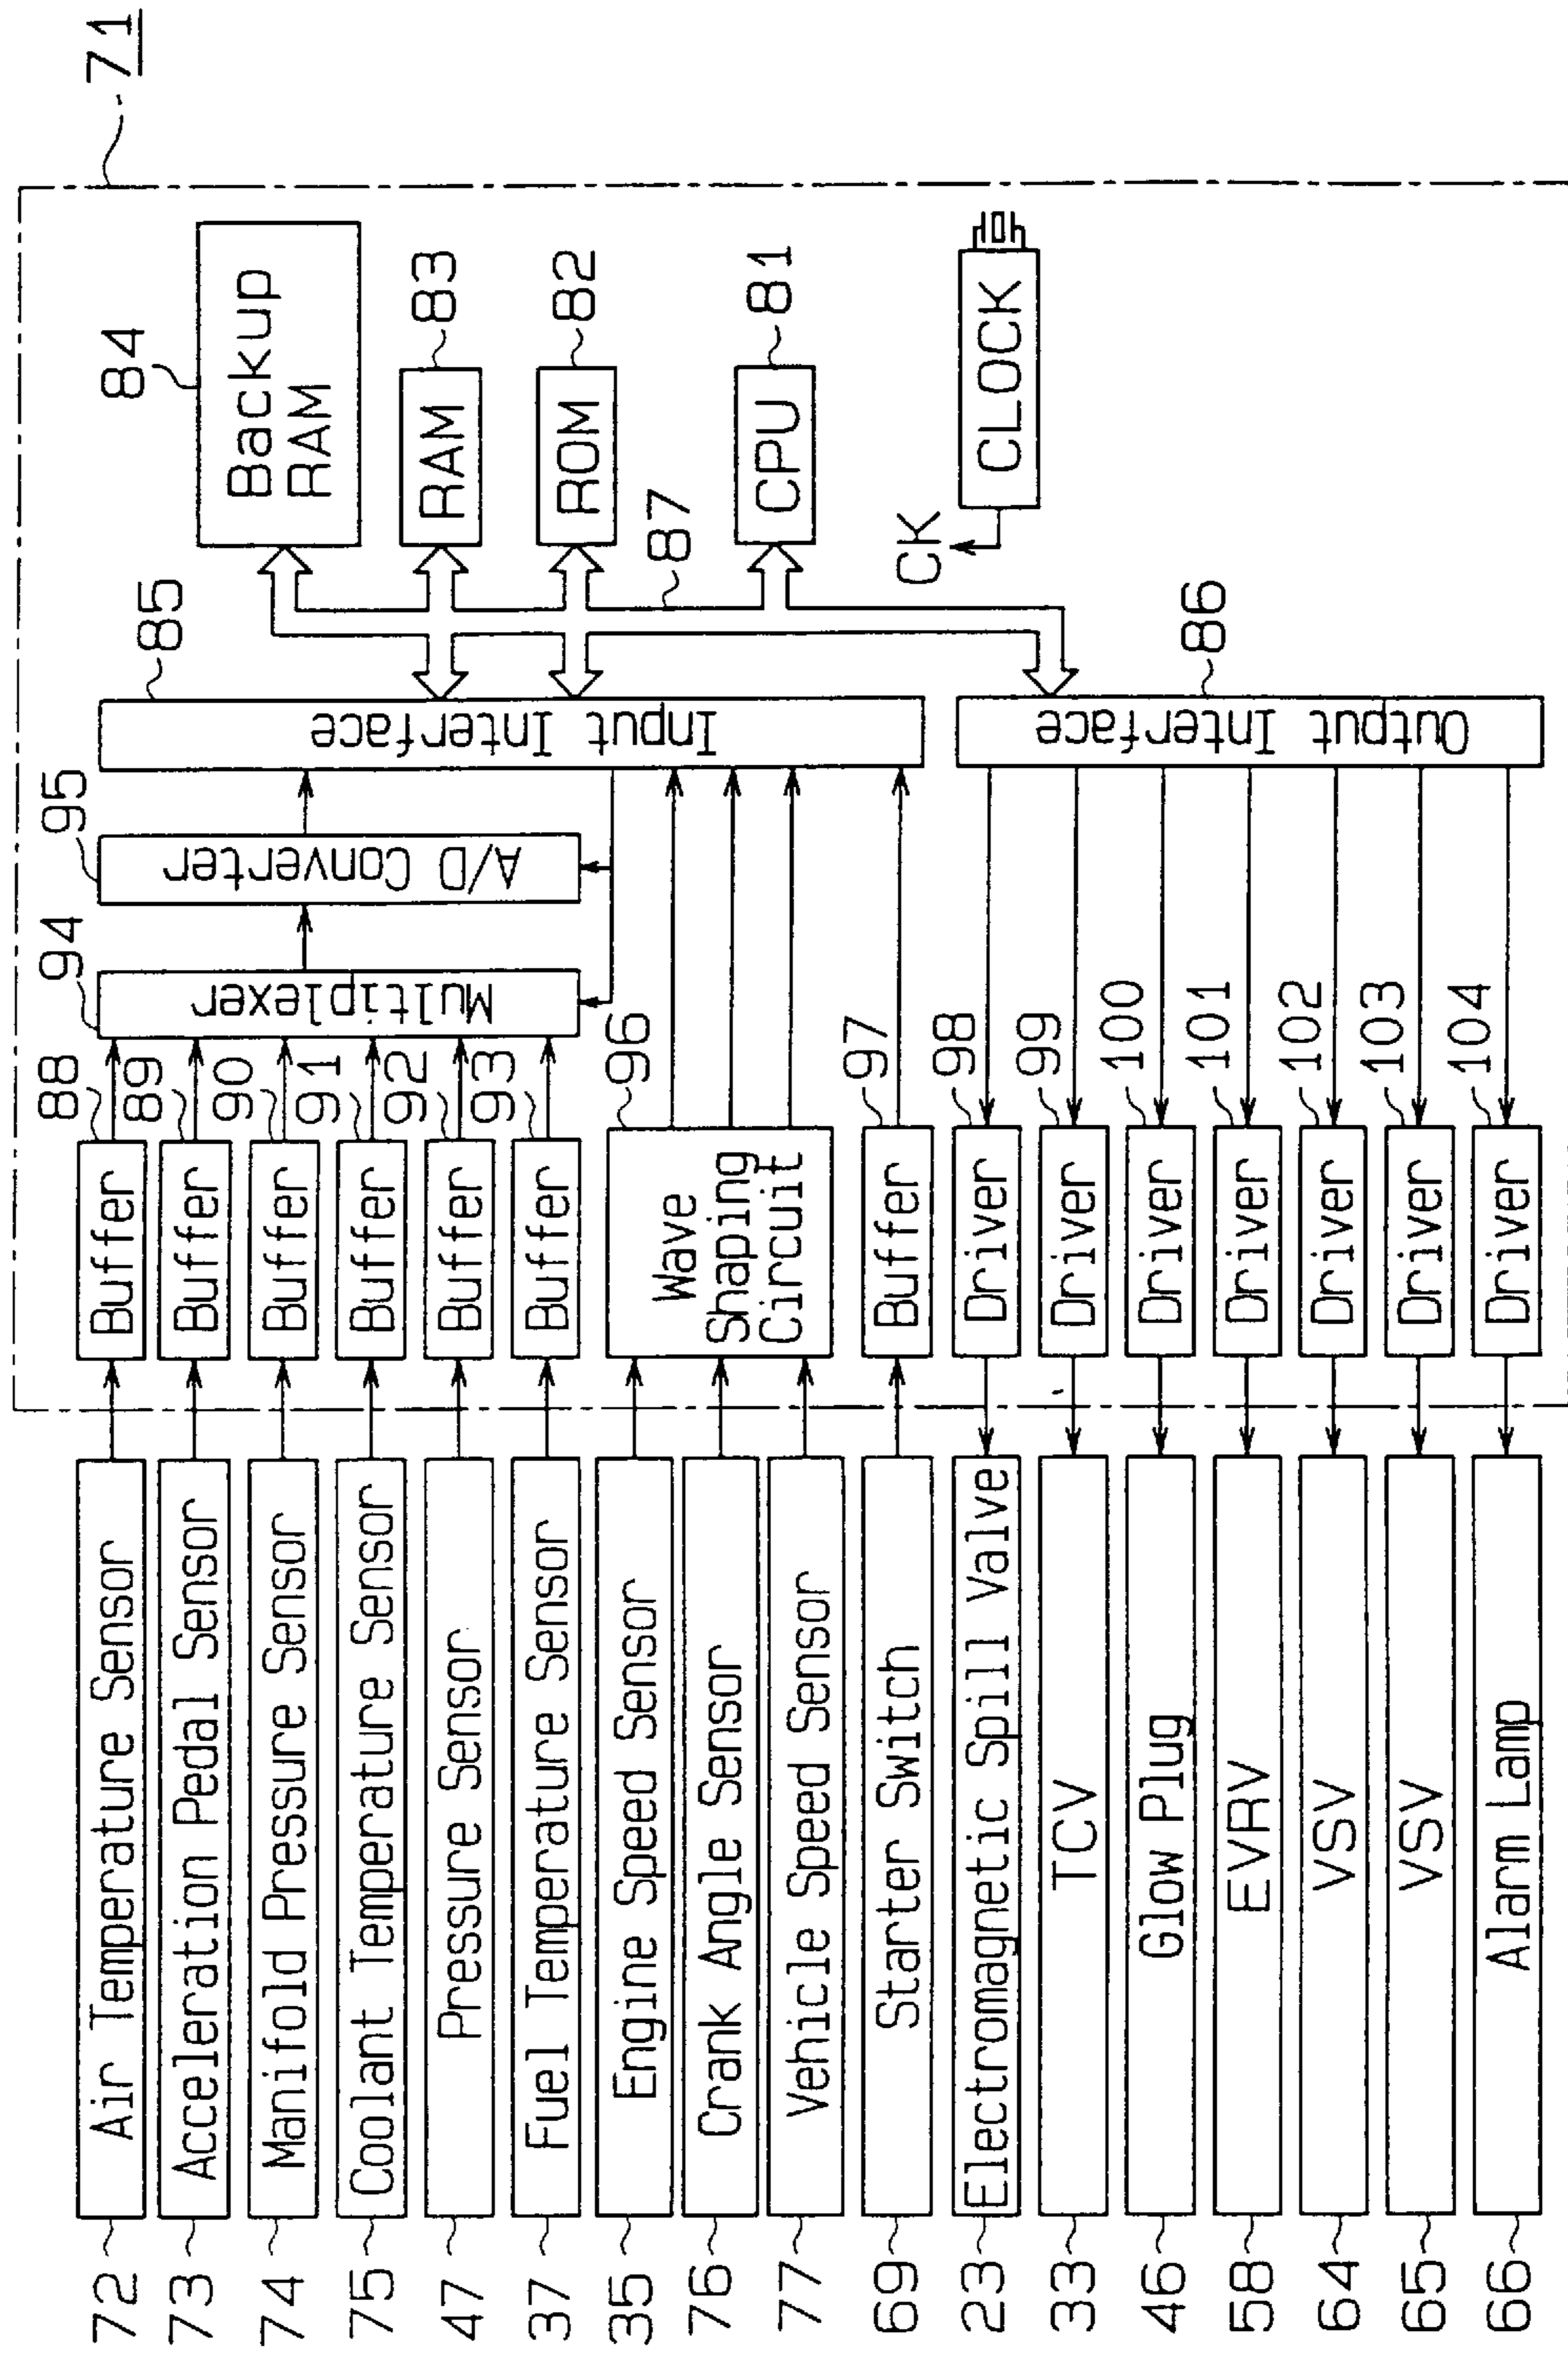 71
84
Backup
RAM
83
RAM
82
ROM
81
CPU
CLOCK
CK
87
85
Input Interface
86
Output Interface
95
A/D Converter
94
Multiplexer
88
Buffer
89
Buffer
90
Buffer
91
Buffer
92
Buffer
93
Buffer
96
Wave
Shaping
Circuit
97
Buffer
98
Driver
99
Driver
100
Driver
101
Driver
102
Driver
103
Driver
104
Driver
72
Air Temperature Sensor
73
Acceleration Pedal Sensor
74
Manifold Pressure Sensor
75
Coolant Temperature Sensor
47
Pressure Sensor
37
Fuel Temperature Sensor
35
Engine Speed Sensor
76
Crank Angle Sensor
77
Vehicle Speed Sensor
69
Starter Switch
23
Electromagnetic Spill Valve
33
TCV
46
Glow Plug
58
EVRV
64
VSV
65
VSV
66
Alarm Lamp